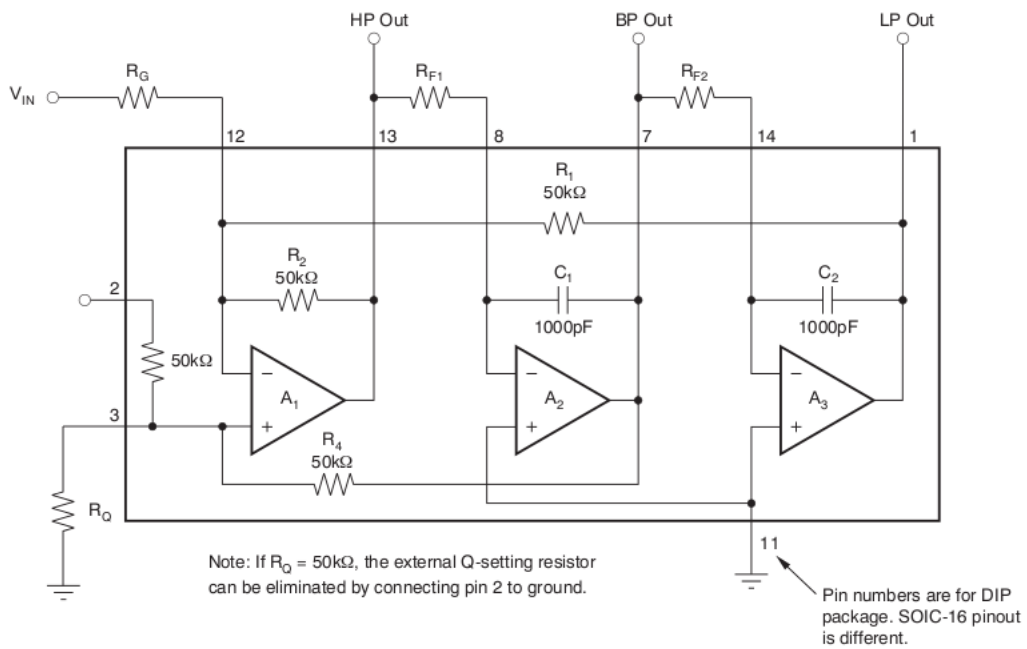 HP Out
BP Out
LP Out
V_IN
R_G
R_F1
R_F2
12
13
8
7
14
1
R_1
50kΩ
R_2
50kΩ
C_1
1000pF
C_2
1000pF
2
50kΩ
−
A_1
+
−
A_2
+
−
A_3
+
3
R_4
50kΩ
R_Q
11
Note: If R_Q = 50kΩ, the external Q-setting resistor
can be eliminated by connecting pin 2 to ground.
Pin numbers are for DIP
package. SOIC-16 pinout
is different.